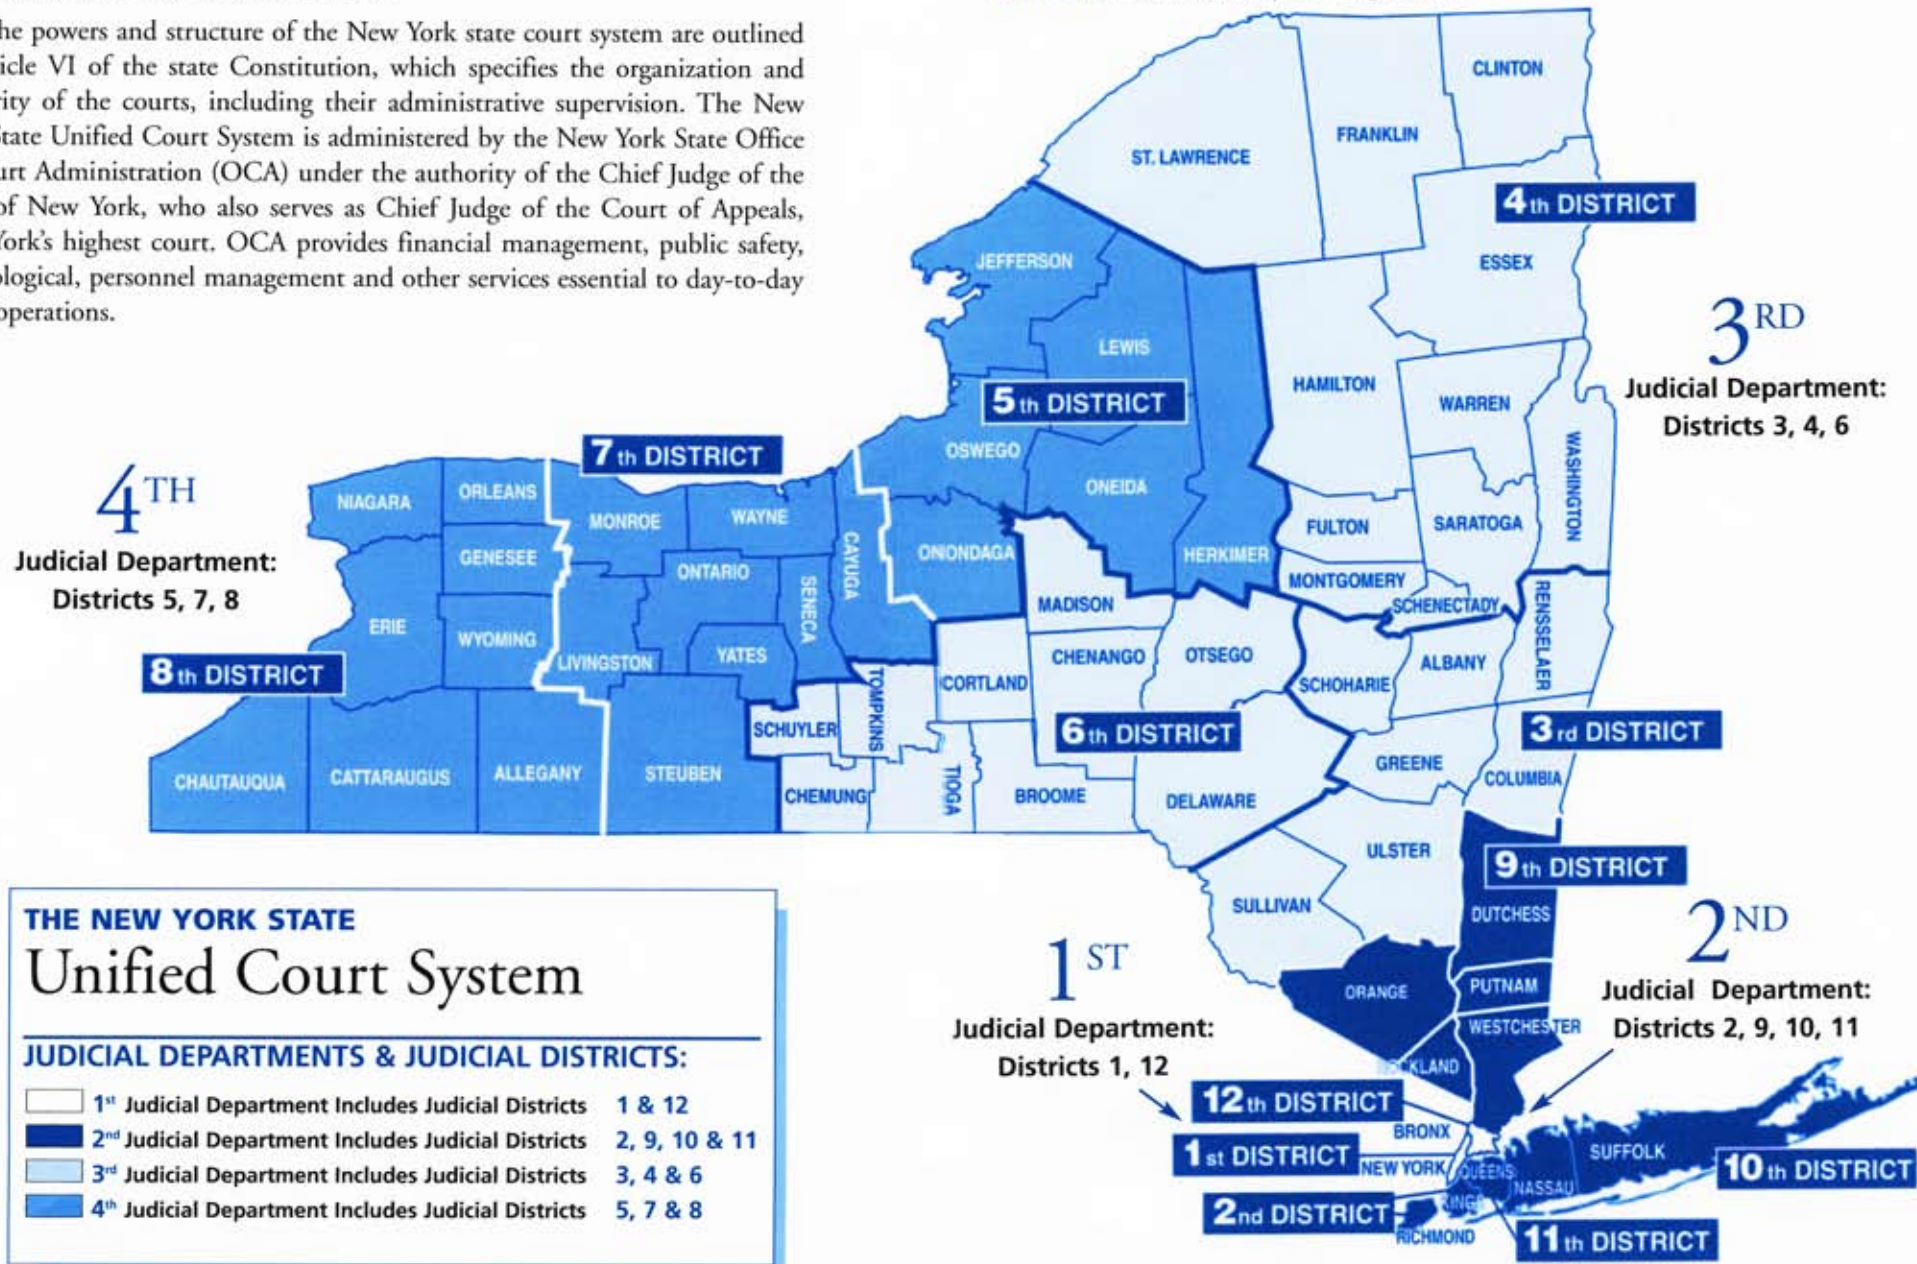 he powers and structure of the New York state court system are outlined
icle VI of the state Constitution, which specifies the organization and
rity of the courts, including their administrative supervision. The New
tate Unified Court System is administered by the New York State Office
urt Administration (OCA) under the authority of the Chief Judge of the
of New York, who also serves as Chief Judge of the Court of Appeals,
York's highest court. OCA provides financial management, public safety,
ological, personnel management and other services essential to day-to-day
operations.
CLINTON
FRANKLIN
ST. LAWRENCE
4th DISTRICT
ESSEX
JEFFERSON
LEWIS
HAMILTON
WARREN
WASHINGTON
3RD
Judicial Department:
Districts 3, 4, 6
5th DISTRICT
OSWEGO
ONEIDA
HERKIMER
FULTON
SARATOGA
MONTGOMERY
SCHENECTADY
RENSSELAER
7th DISTRICT
4TH
Judicial Department:
Districts 5, 7, 8
NIAGARA
ORLEANS
MONROE
WAYNE
CAYUGA
ONONDAGA
GENESEE
ONTARIO
SENECA
MADISON
ERIE
WYOMING
LIVINGSTON
YATES
CHENANGO
OTSEGO
ALBANY
SCHOHARIE
8th DISTRICT
TOMPKINS
CORTLAND
SCHUYLER
6th DISTRICT
3rd DISTRICT
CHAUTAUQUA
CATTARAUGUS
ALLEGANY
STEUBEN
CHEMUNG
TIOGA
BROOME
DELAWARE
GREENE
COLUMBIA
ULSTER
9th DISTRICT
SULLIVAN
DUTCHESS
2ND
Judicial Department:
Districts 2, 9, 10, 11
1ST
Judicial Department:
Districts 1, 12
ORANGE
PUTNAM
WESTCHESTER
ROCKLAND
12th DISTRICT
BRONX
1st DISTRICT
NEW YORK
QUEENS
NASSAU
SUFFOLK
10th DISTRICT
2nd DISTRICT
KINGS
RICHMOND
11th DISTRICT
THE NEW YORK STATE
Unified Court System
JUDICIAL DEPARTMENTS & JUDICIAL DISTRICTS:
1st Judicial Department Includes Judicial Districts 1 & 12
2nd Judicial Department Includes Judicial Districts 2, 9, 10 & 11
3rd Judicial Department Includes Judicial Districts 3, 4 & 6
4th Judicial Department Includes Judicial Districts 5, 7 & 8